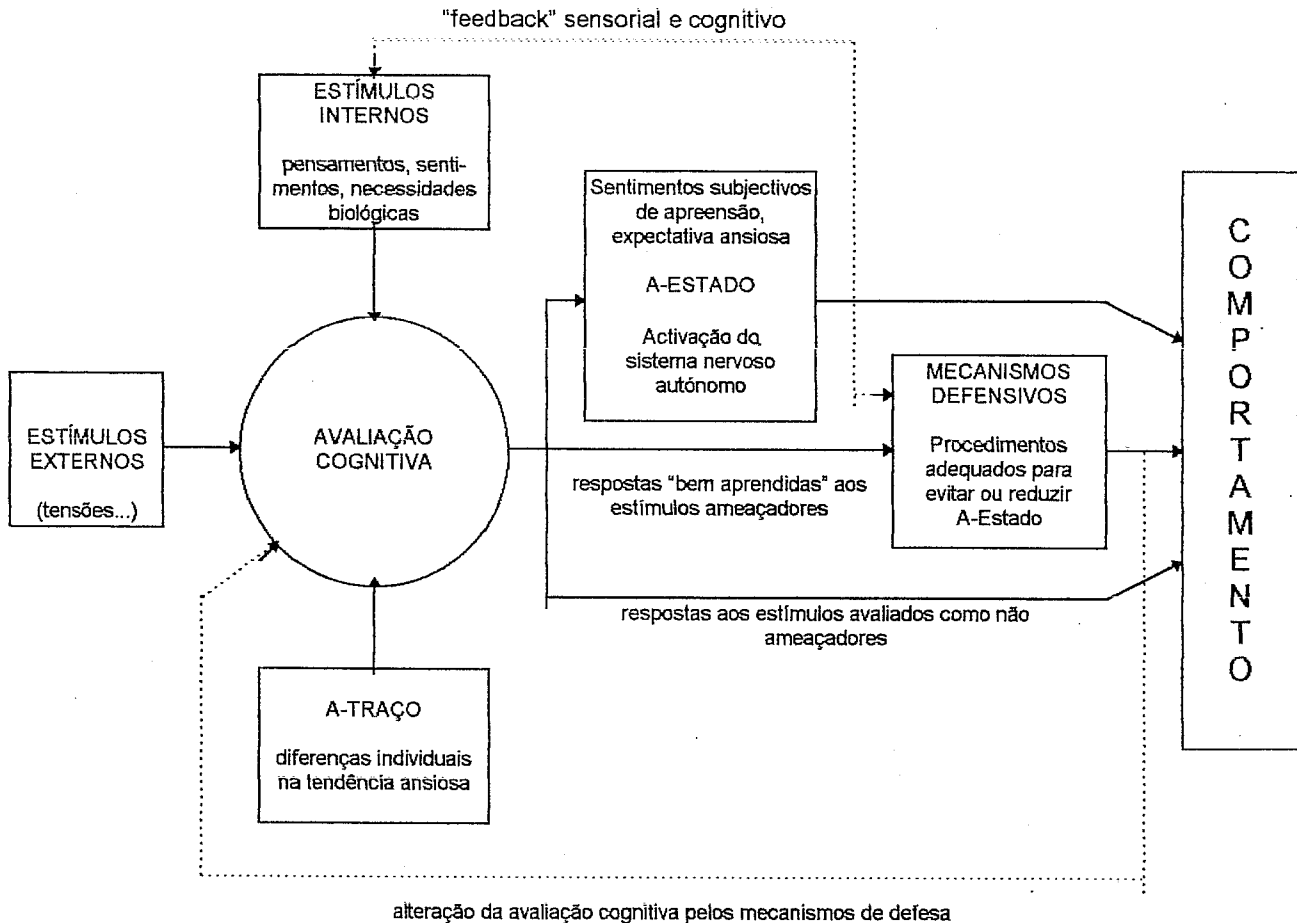 "feedback" sensorial e cognitivo
ESTÍMULOS
INTERNOS
pensamentos, senti-
mentos, necessidades
biológicas
Sentimentos subjectivos
de apreensão,
expectativa ansiosa
A-ESTADO
Activação do
sistema nervoso
autónomo
ESTÍMULOS
EXTERNOS
(tensões...)
AVALIAÇÃO
COGNITIVA
MECANISMOS
DEFENSIVOS
Procedimentos
adequados para
evitar ou reduzir
A-Estado
respostas "bem aprendidas" aos
estímulos ameaçadores
respostas aos estímulos avaliados como não
ameaçadores
A-TRAÇO
diferenças individuais
na tendência ansiosa
COMPORTAMENTO
alteração da avaliação cognitiva pelos mecanismos de defesa